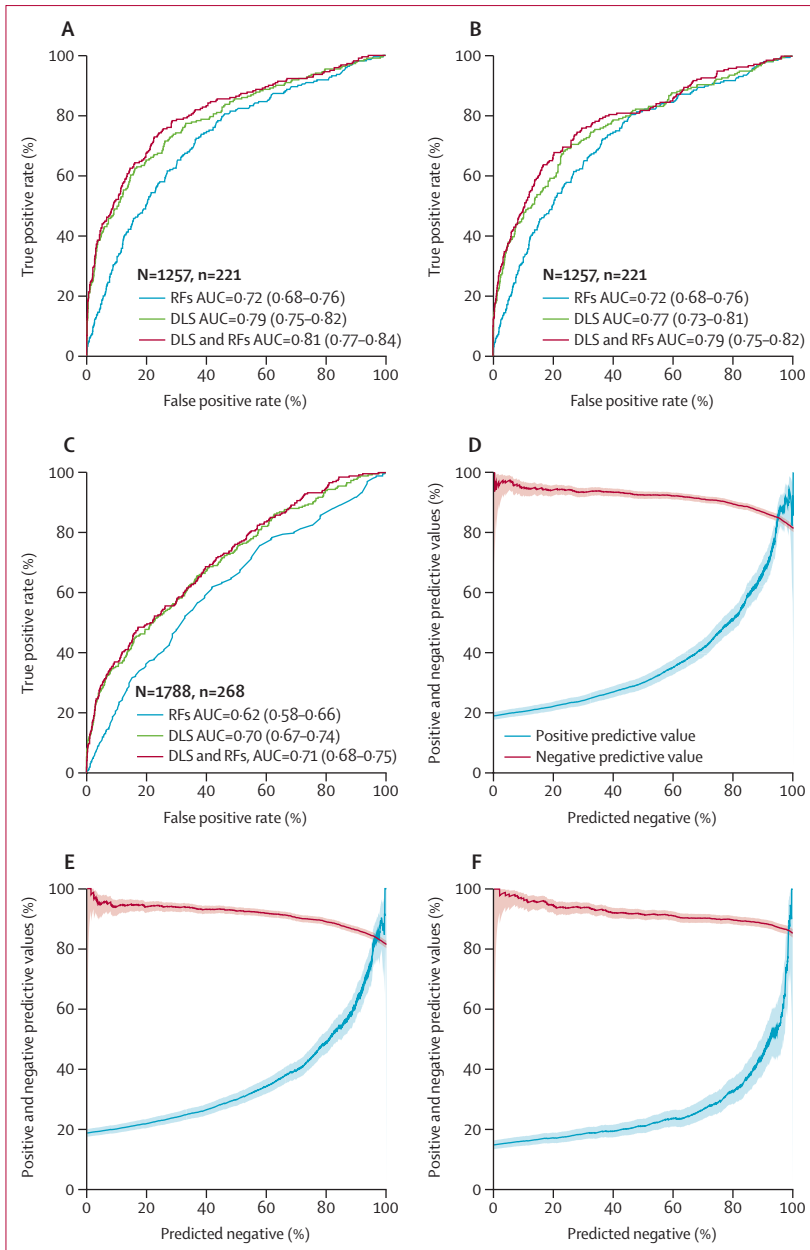 A
100
80
60
40
20
0
True positive rate (%)
N=1257, n=221
RFs AUC=0·72 (0·68–0·76)
DLS AUC=0·79 (0·75–0·82)
DLS and RFs AUC=0·81 (0·77–0·84)
0 20 40 60 80 100
False positive rate (%)
B
100
80
60
40
20
0
True positive rate (%)
N=1257, n=221
RFs AUC=0·72 (0·68–0·76)
DLS AUC=0·77 (0·73–0·81)
DLS and RFs AUC=0·79 (0·75–0·82)
0 20 40 60 80 100
False positive rate (%)
C
100
80
60
40
20
0
True positive rate (%)
N=1788, n=268
RFs AUC=0·62 (0·58–0·66)
DLS AUC=0·70 (0·67–0·74)
DLS and RFs, AUC=0·71 (0·68–0·75)
0 20 40 60 80 100
False positive rate (%)
D
100
80
60
40
20
0
Positive and negative predictive values (%)
Positive predictive value
Negative predictive value
0 20 40 60 80 100
Predicted negative (%)
E
100
80
60
40
20
0
Positive and negative predictive values (%)
0 20 40 60 80 100
Predicted negative (%)
F
100
80
60
40
20
0
Positive and negative predictive values (%)
0 20 40 60 80 100
Predicted negative (%)